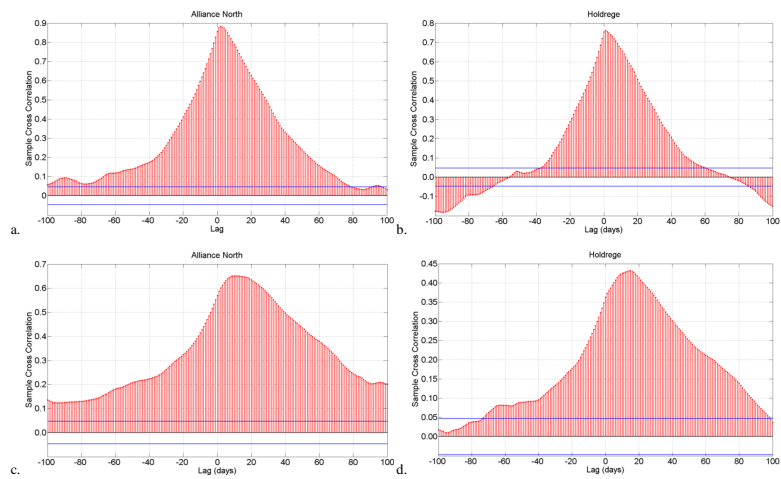 Alliance North
Sample Cross Correlation
0.9
0.8
0.7
0.6
0.5
0.4
0.3
0.2
0.1
0
-100 -80 -60 -40 -20 0 20 40 60 80 100
Lag
a.
Holdrege
Sample Cross Correlation
0.8
0.7
0.6
0.5
0.4
0.3
0.2
0.1
0.0
-0.1
-100 -80 -60 -40 -20 0 20 40 60 80 100
Lag (days)
b.
Alliance North
Sample Cross Correlation
0.7
0.6
0.5
0.4
0.3
0.2
0.1
0.0
-100 -80 -60 -40 -20 0 20 40 60 80 100
Lag (days)
c.
Holdrege
Sample Cross Correlation
0.45
0.40
0.35
0.30
0.25
0.20
0.15
0.10
0.05
0.00
-100 -80 -60 -40 -20 0 20 40 60 80 100
Lag (days)
d.